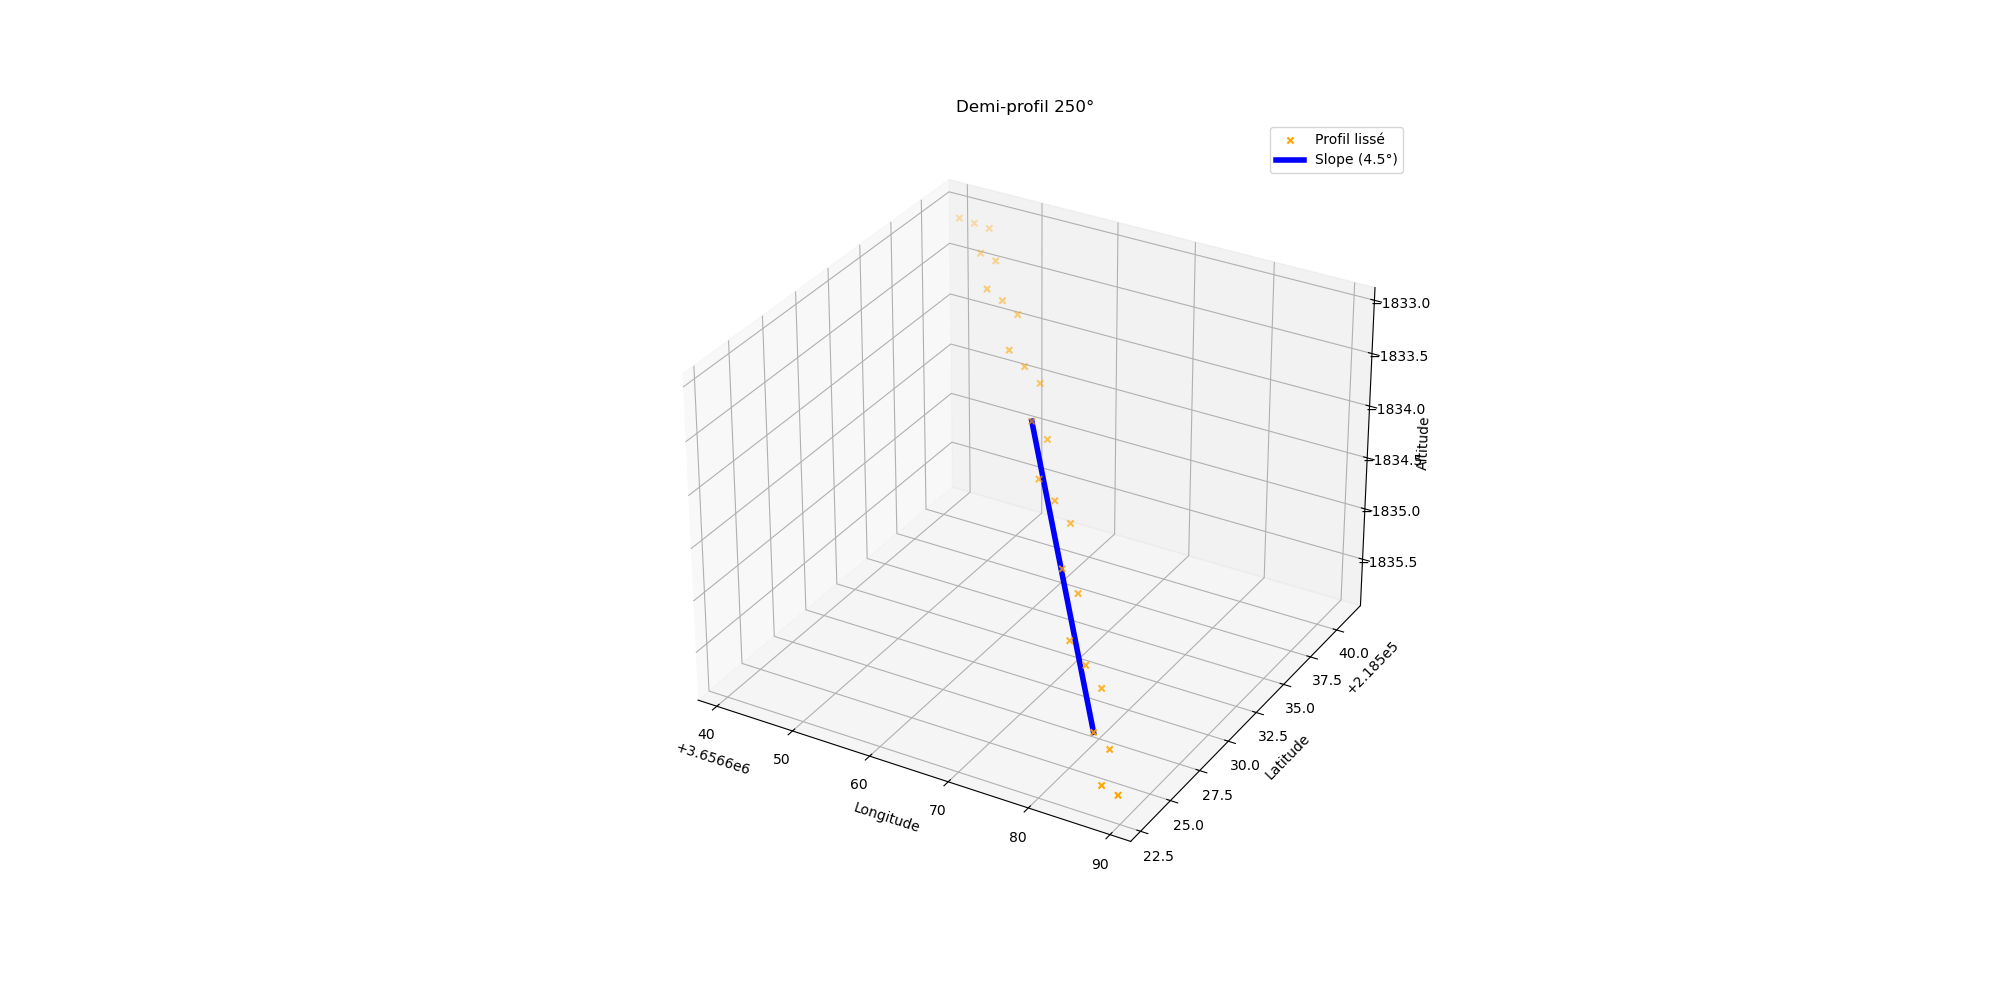 Demi-profil 250°
Profil lissé
Slope (4.5°)
−1833.0
−1833.5
−1834.0
−1834.5
−1835.0
−1835.5
Altitude
40
50
60
70
80
90
+3.6566e6
Longitude
22.5
25.0
27.5
30.0
32.5
35.0
37.5
40.0
+2.185e5
Latitude